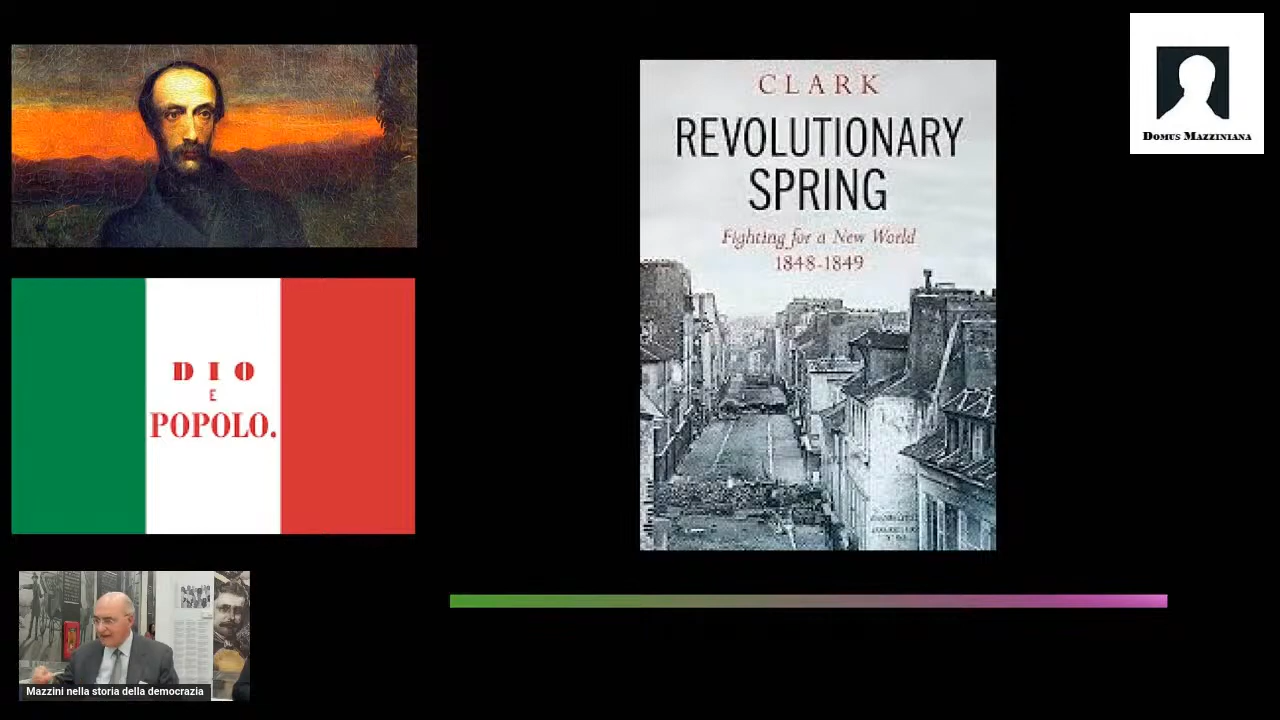 CLARK
REVOLUTIONARY
SPRING
Fighting for a New World
1848-1849
DOMUS MAZZINIANA
DIO
E
POPOLO.
Mazzini nella storia della democrazia